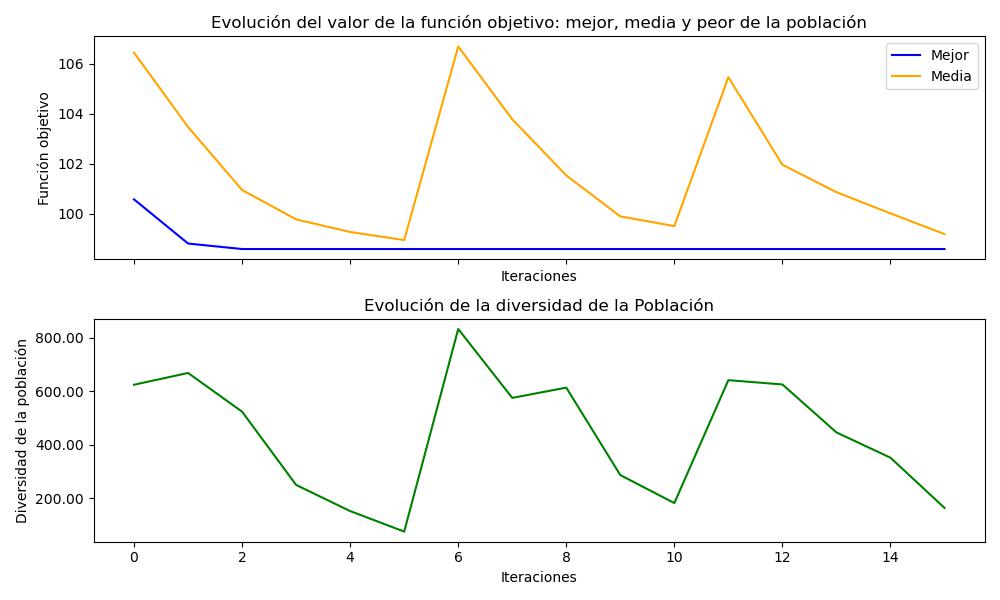 Evolución del valor de la función objetivo: mejor, media y peor de la población
Función objetivo
106
104
102
100
Mejor
Media
Iteraciones
Evolución de la diversidad de la Población
Diversidad de la población
800.00
600.00
400.00
200.00
0 2 4 6 8 10 12 14
Iteraciones